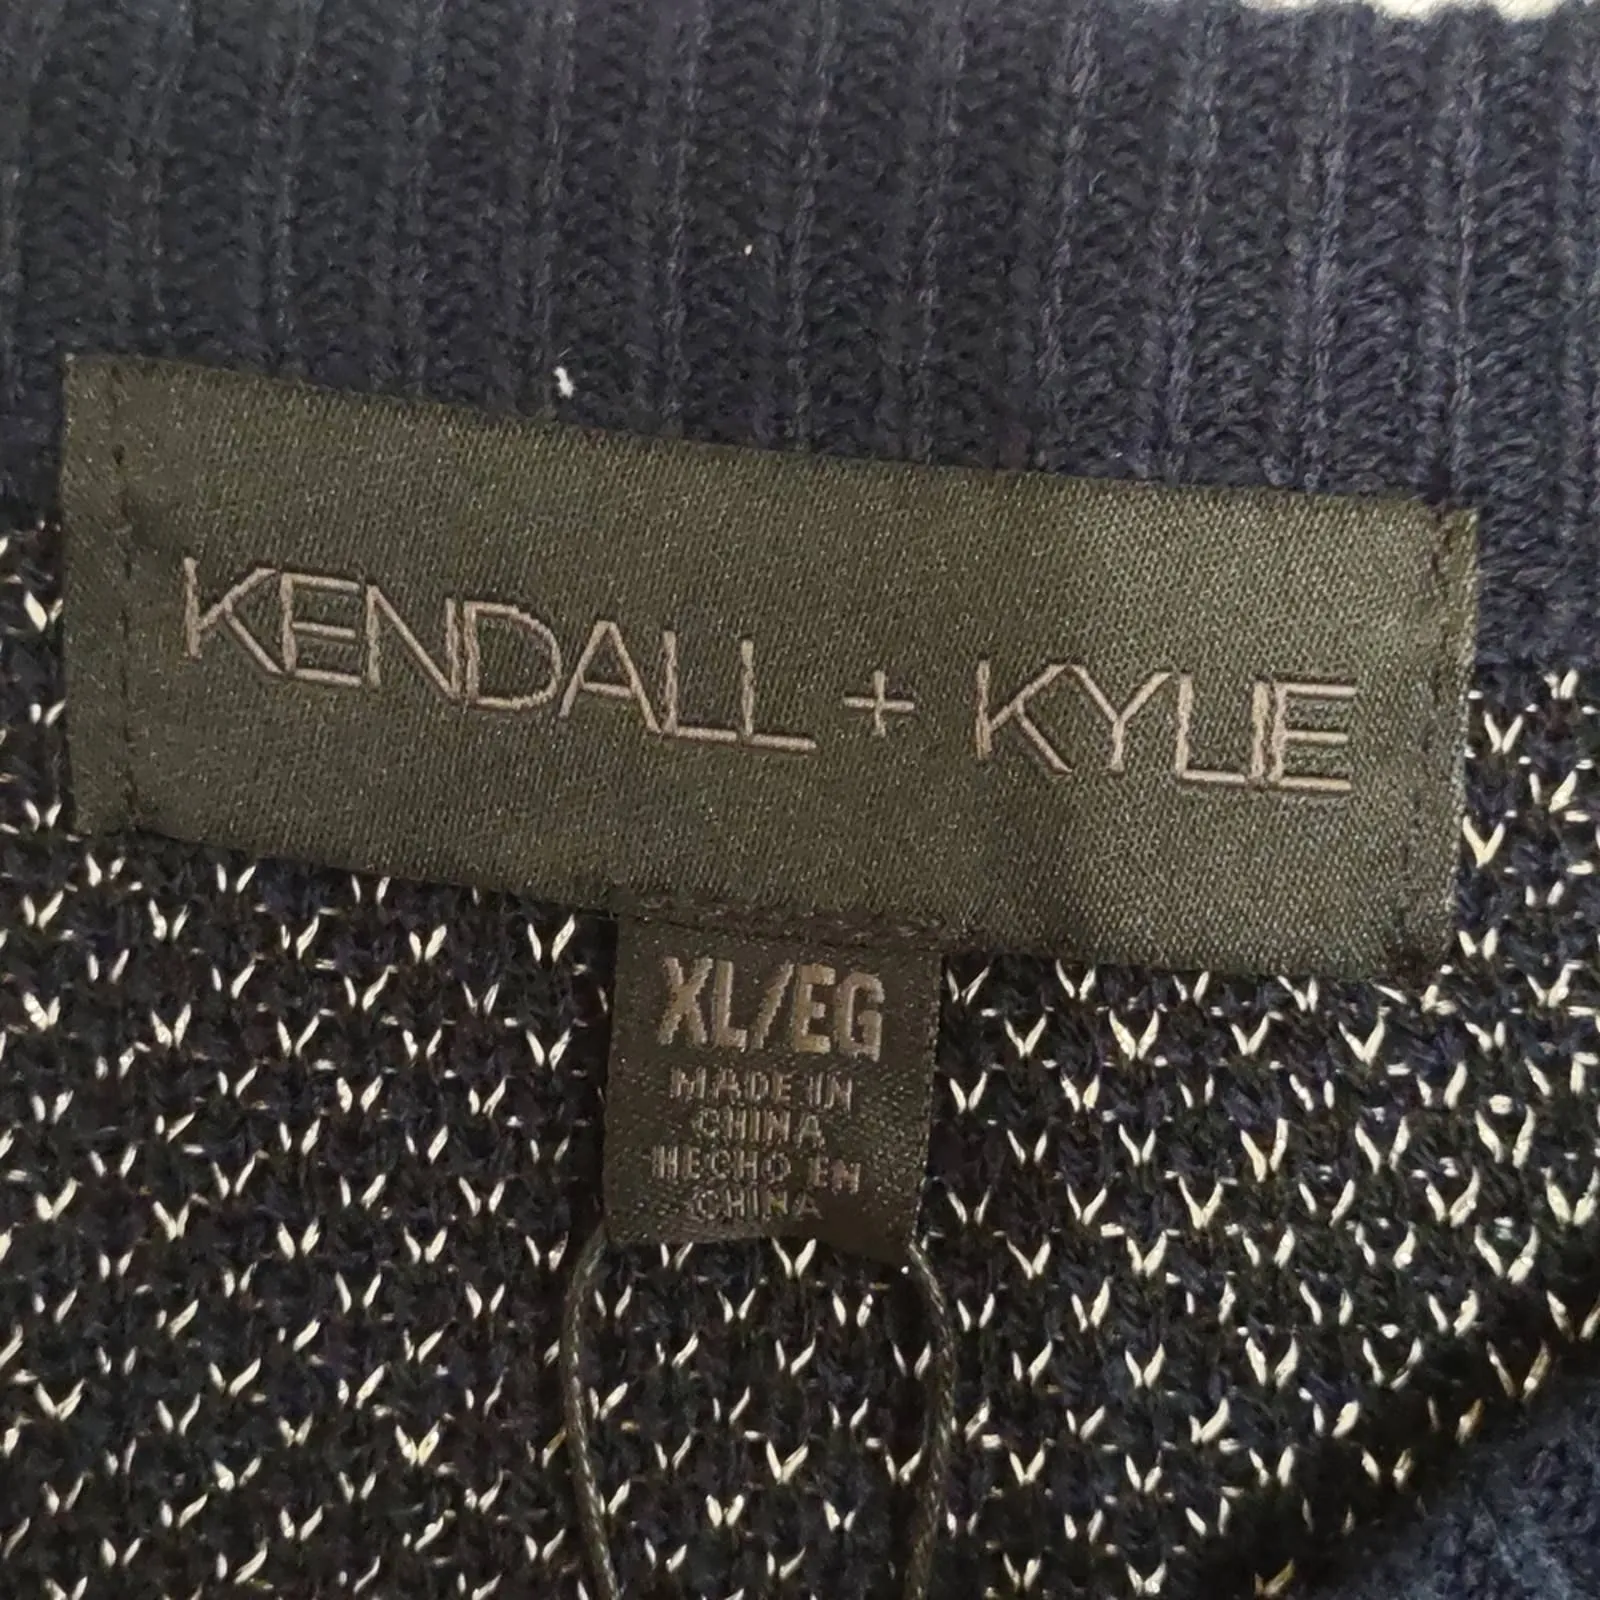 KENDALL + KYLIE
XL/EG
MADE IN
CHINA
HECHO EN
CHINA